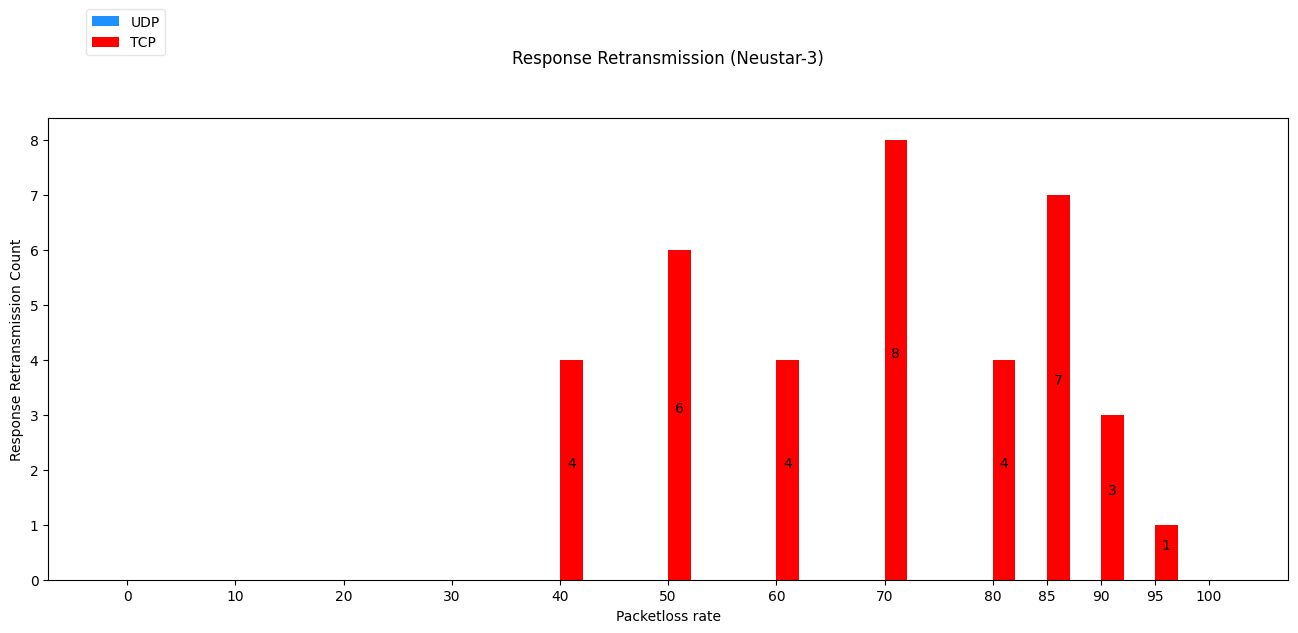 UDP
TCP
Response Retransmission (Neustar-3)
Response Retransmission Count
8
7
6
5
4
3
2
1
0
4
6
4
8
4
7
3
1
0 10 20 30 40 50 60 70 80 85 90 95 100
Packetloss rate